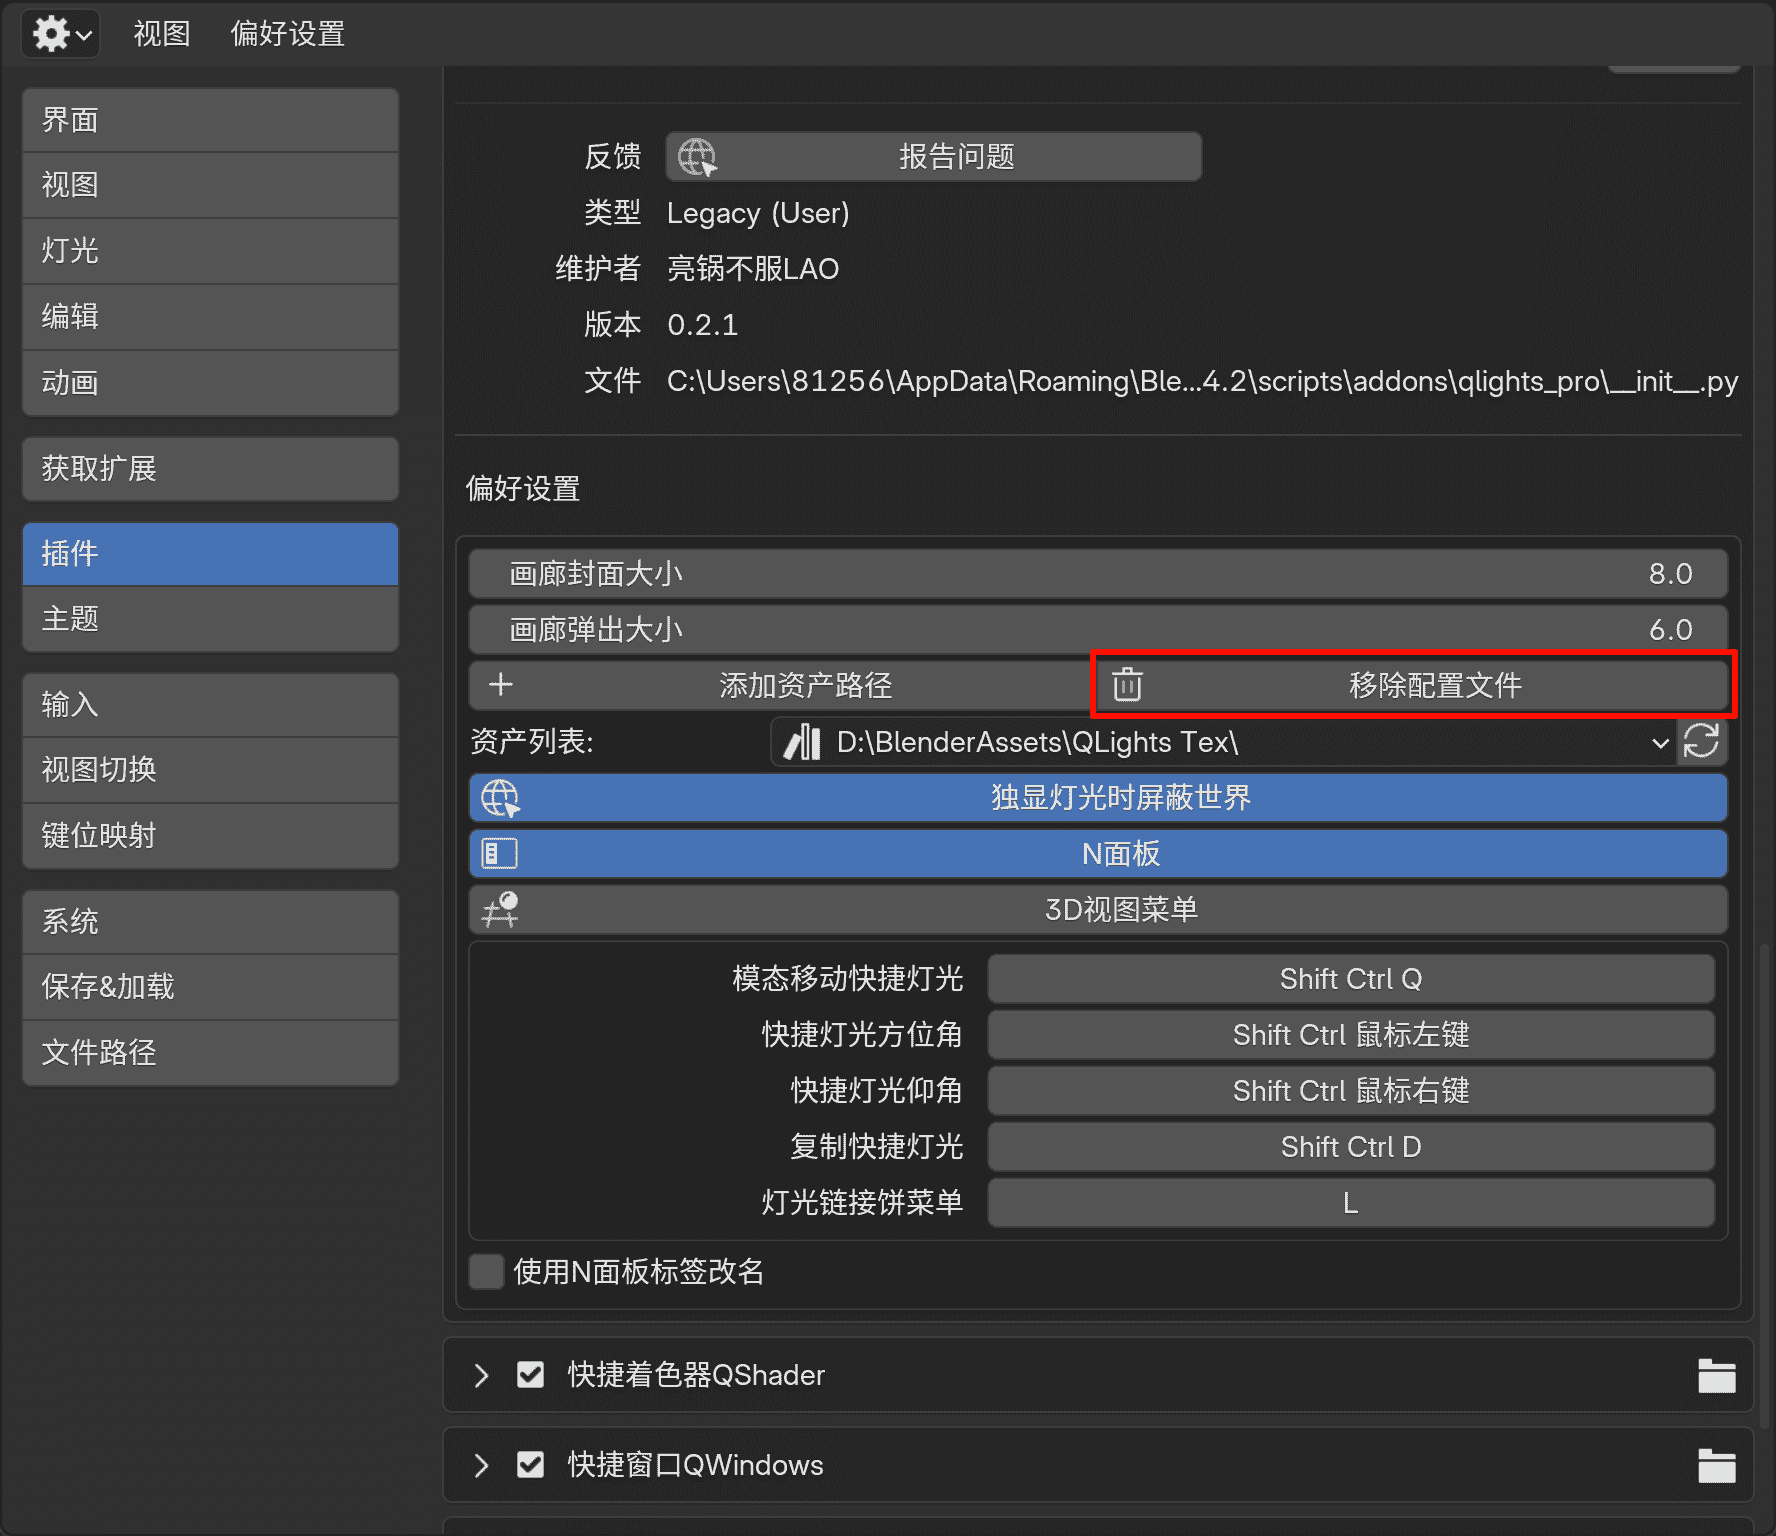 视图 偏好设置
界面
视图
灯光
编辑
动画
获取扩展
插件
主题
输入
视图切换
键位映射
系统
保存&加载
文件路径
反馈 报告问题
类型 Legacy (User)
维护者 亮锅不服LAO
版本 0.2.1
文件 C:\Users\81256\AppData\Roaming\Ble...4.2\scripts\addons\qlights_pro\__init__.py
偏好设置
画廊封面大小 8.0
画廊弹出大小 6.0
添加资产路径 移除配置文件
资产列表: D:\BlenderAssets\QLights Tex\
独显灯光时屏蔽世界
N面板
3D视图菜单
模态移动快捷灯光 Shift Ctrl Q
快捷灯光方位角 Shift Ctrl 鼠标左键
快捷灯光仰角 Shift Ctrl 鼠标右键
复制快捷灯光 Shift Ctrl D
灯光链接饼菜单 L
使用N面板标签改名
快捷着色器QShader
快捷窗口QWindows